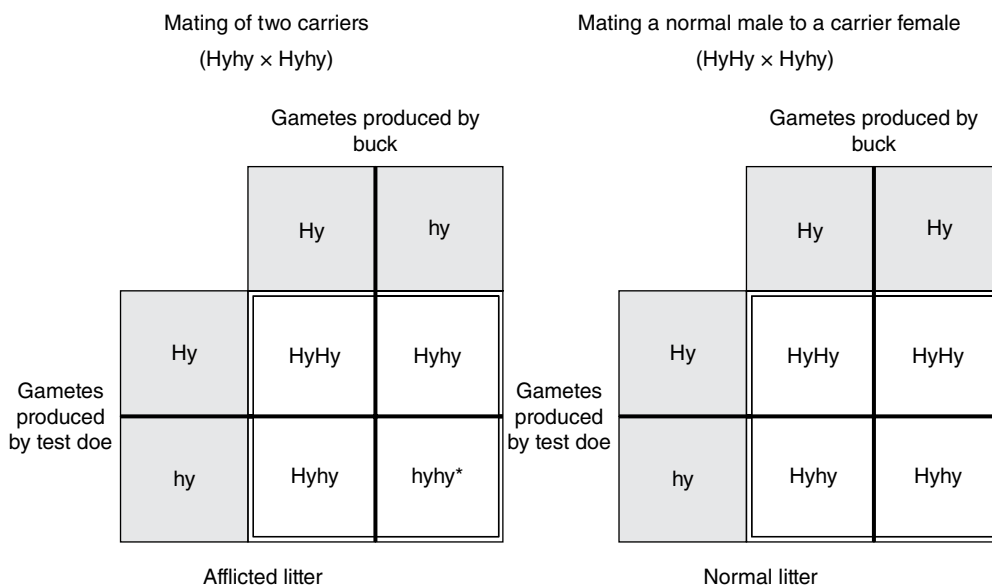 Mating of two carriers
(Hyhy × Hyhy)
Gametes produced by
buck
Hy hy
Hy HyHy Hyhy
Gametes
produced
by test doe
hy Hyhy hyhy*
Afflicted litter
Mating a normal male to a carrier female
(HyHy × Hyhy)
Gametes produced by
buck
Hy Hy
Hy HyHy HyHy
Gametes
produced
by test doe
hy Hyhy Hyhy
Normal litter